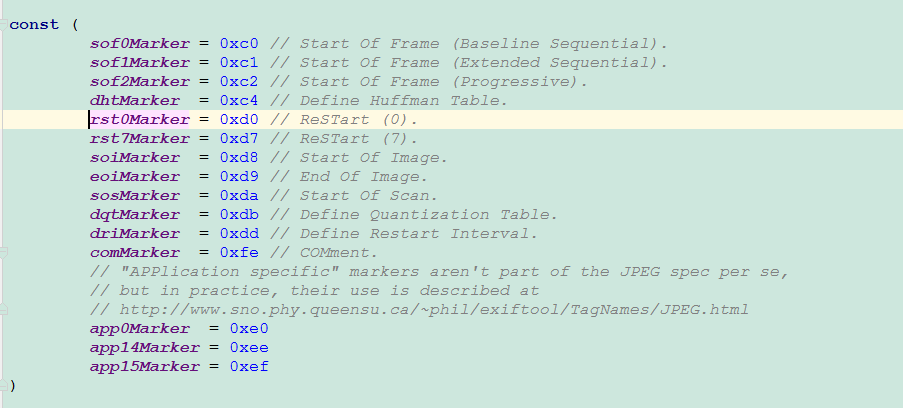 const (
sof0Marker = 0xc0 // Start Of Frame (Baseline Sequential).
sof1Marker = 0xc1 // Start Of Frame (Extended Sequential).
sof2Marker = 0xc2 // Start Of Frame (Progressive).
dhtMarker  = 0xc4 // Define Huffman Table.
rst0Marker = 0xd0 // ReSTart (0).
rst7Marker = 0xd7 // ReSTart (7).
soiMarker  = 0xd8 // Start Of Image.
eoiMarker  = 0xd9 // End Of Image.
sosMarker  = 0xda // Start Of Scan.
dqtMarker  = 0xdb // Define Quantization Table.
driMarker  = 0xdd // Define Restart Interval.
comMarker  = 0xfe // COMment.
// "APPlication specific" markers aren't part of the JPEG spec per se,
// but in practice, their use is described at
// http://www.sno.phy.queensu.ca/~phil/exiftool/TagNames/JPEG.html
app0Marker  = 0xe0
app14Marker = 0xee
app15Marker = 0xef
)